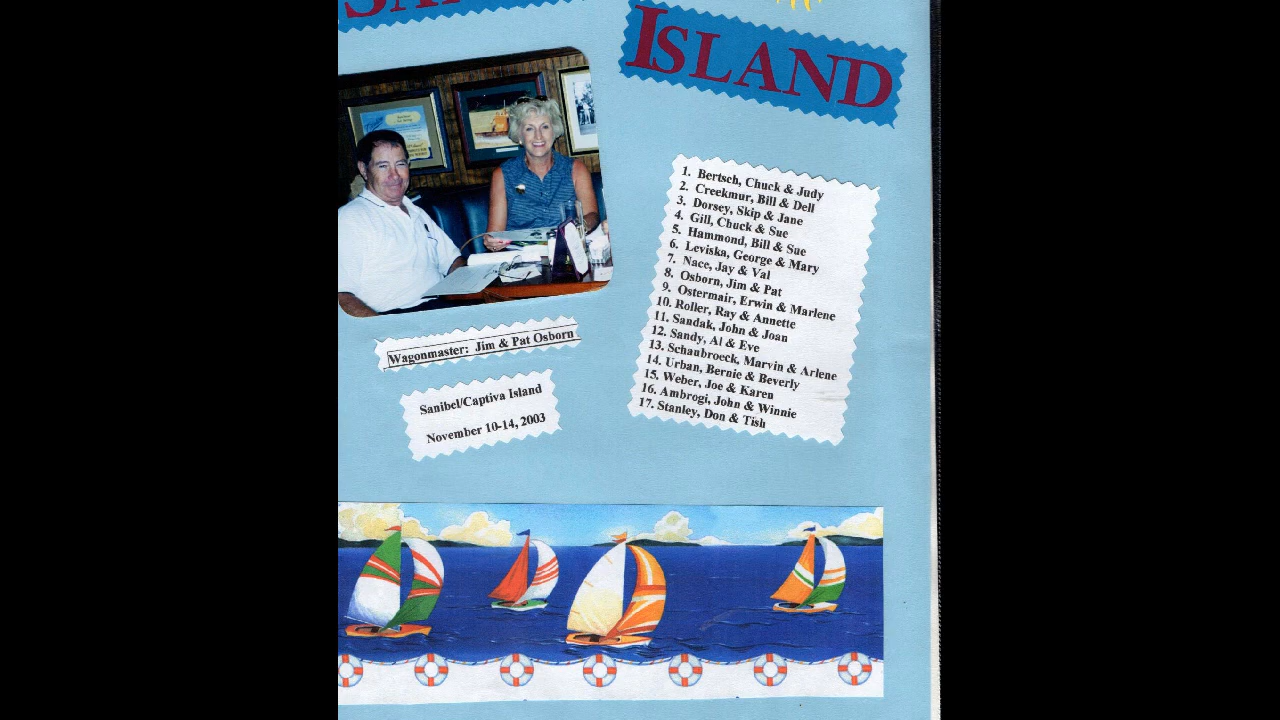 ISLAND
1. Bertsch, Chuck & Judy
2. Creekmur, Bill & Dell
3. Dorsey, Skip & Jane
4. Gill, Chuck & Sue
5. Hammond, Bill & Sue
6. Leviska, George & Mary
7. Nace, Jay & Val
8. Osborn, Jim & Pat
9. Ostermair, Erwin & Marlene
10. Roller, Ray & Annette
11. Sandak, John & Joan
12. Sandy, Al & Eve
13. Schaubroeck, Marvin & Arlene
14. Urban, Bernie & Beverly
15. Weber, Joe & Karen
16. Ambrogi, John & Winnie
17. Stanley, Don & Tish
Wagonmaster: Jim & Pat Osborn
Sanibel/Captiva Island
November 10-14, 2003